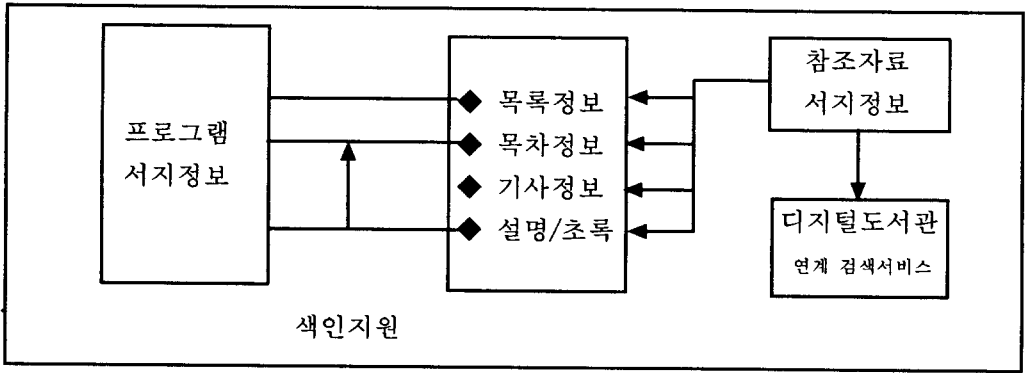 프로그램
서지정보
◆ 목록정보
◆ 목차정보
◆ 기사정보
◆ 설명/초록
참조자료
서지정보
디지털도서관
연계 검색서비스
색인지원